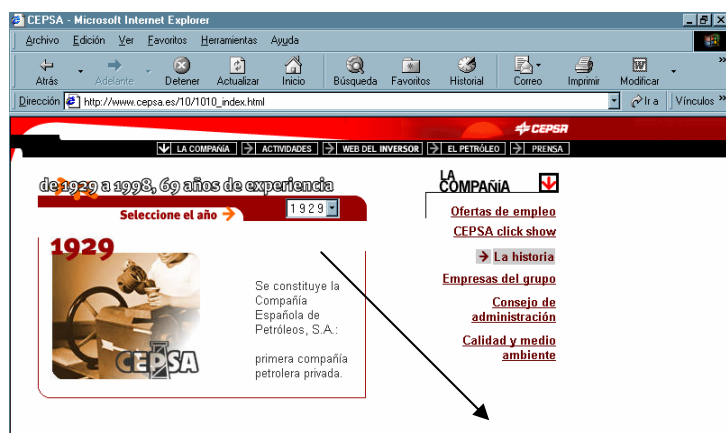 CEPSA - Microsoft Internet Explorer
Archivo Edición Ver Favoritos Herramientas Ayuda
Atrás Adelante Detener Actualizar Inicio Búsqueda Favoritos Historial Correo Imprimir Modificar »
Dirección http://www.cepsa.es/10/1010_index.html Ir a Vínculos »
CEPSA
LA COMPAÑIA ACTIVIDADES WEB DEL INVERSOR EL PETRÓLEO PRENSA
de 1929 a 1998, 69 años de experiencia
Seleccione el año 1929
1929
Se constituye la
Compañía
Española de
Petróleos, S.A.:
primera compañía
petrolera privada.
CEPSA
LA
COMPAÑíA
Ofertas de empleo
CEPSA click show
La historia
Empresas del grupo
Consejo de
administración
Calidad y medio
ambiente